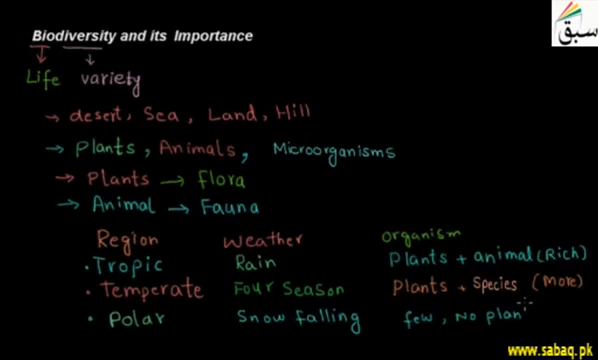 سبق
Biodiversity and its Importance
Life variety
→ desert, Sea, Land, Hill
→ Plants, Animals, Microorganisms
→ Plants → Flora
→ Animal → Fauna
Region Weather organism
• Tropic Rain Plants + animal (Rich)
• Temperate Four Season Plants + Species (More)
• Polar Snow falling few, No plan
www.sabaq.pk